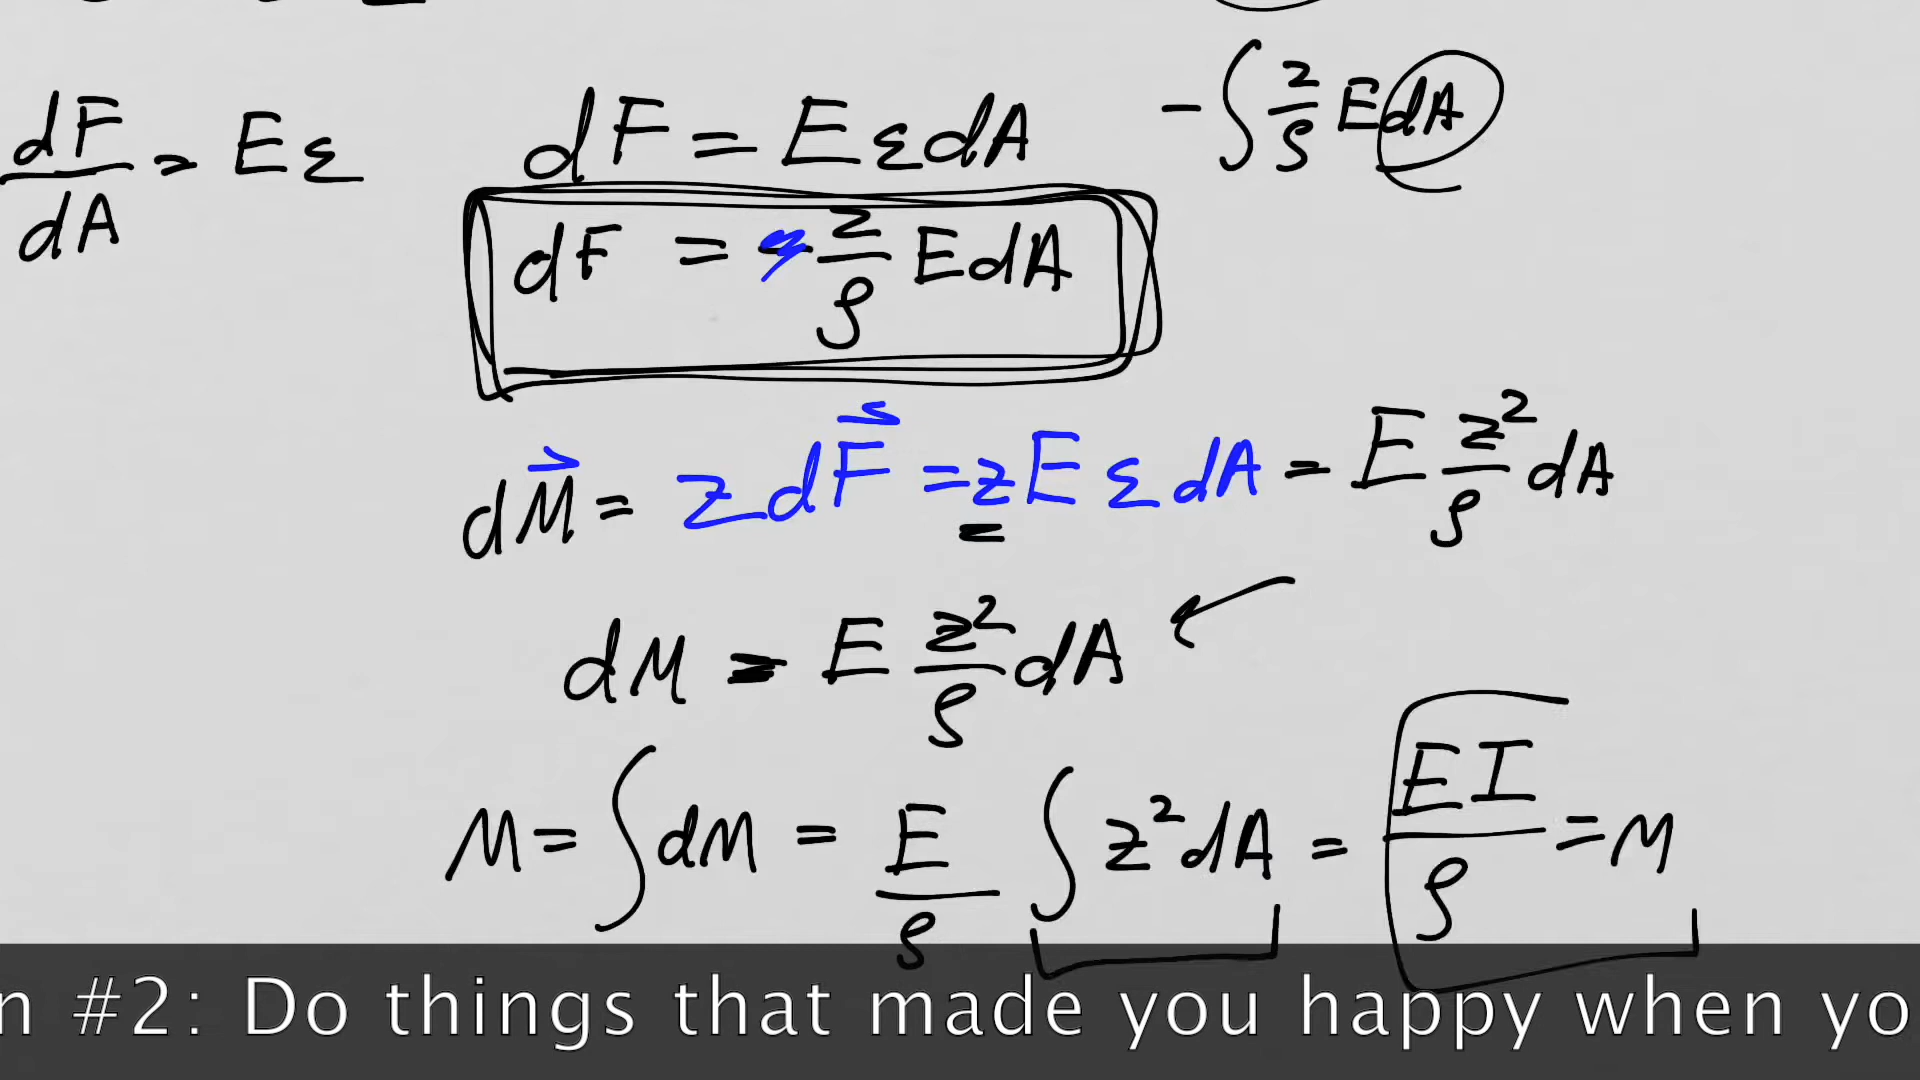 dF/dA = Eε
dF = EεdA
-∫ z/ρ EdA
dF = z/ρ EdA
dM⃗ = z dF⃗ = zEεdA = E z²/ρ dA
z
dM = E z²/ρ dA
M = ∫dM = E/ρ ∫z²dA = EI/ρ = M
n #2: Do things that made you happy when yo